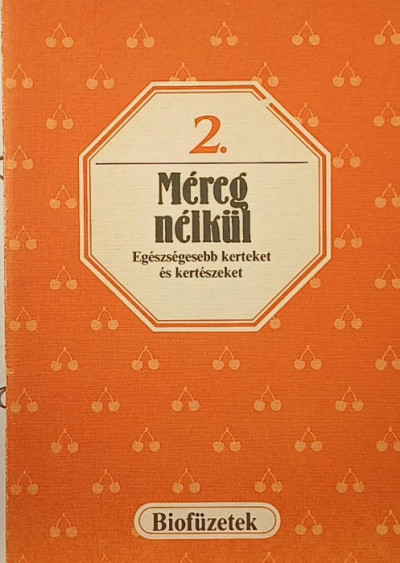 2.
Méreg
nélkül
Egészségesebb kerteket
és kertészeket
Biofüzetek